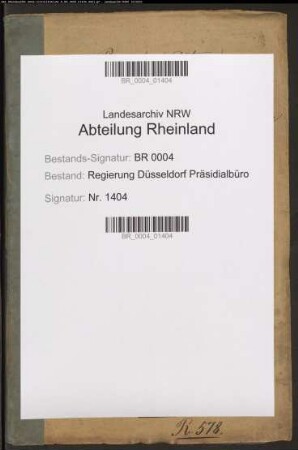 BR_0004_01404
Landesarchiv NRW
Abteilung Rheinland
Bestands-Signatur: BR 0004
Bestand: Regierung Düsseldorf Präsidialbüro
Signatur: Nr. 1404
BR_0004_01404
K. 578.